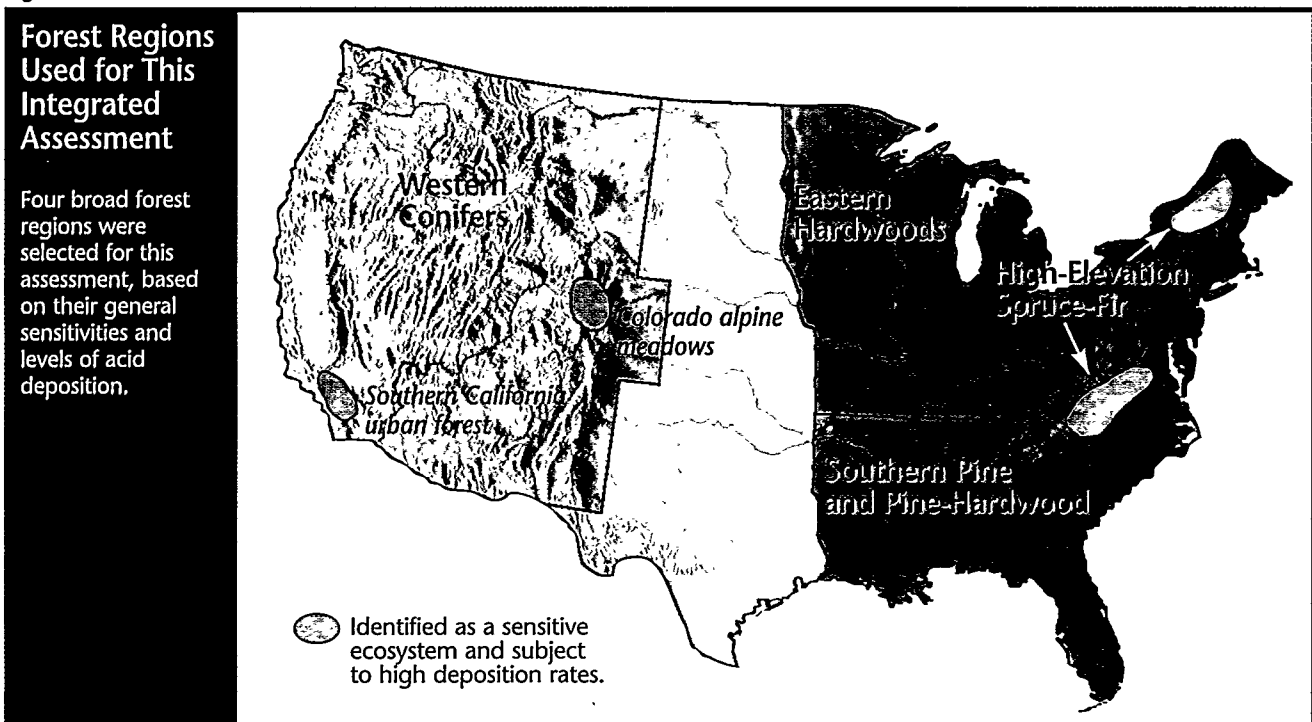 Forest Regions
Used for This
Integrated
Assessment
Four broad forest
regions were
selected for this
assessment, based
on their general
sensitivities and
levels of acid
deposition.
Western
Conifers
Eastern
Hardwoods
High-Elevation
Spruce-Fir
Colorado alpine
meadows
Southern California
urban forest
Southern Pine
and Pine-Hardwood
Identified as a sensitive
ecosystem and subject
to high deposition rates.